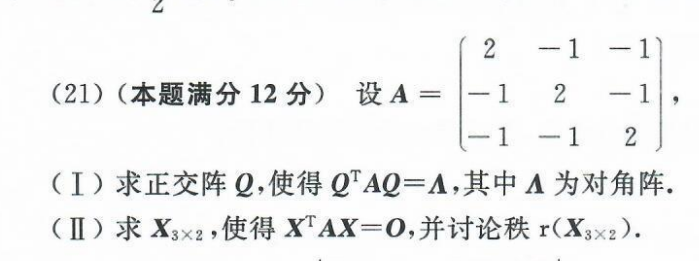 2
(21)(本题满分 12 分) 设 A = ( 2 −1 −1
−1 2 −1
−1 −1 2 ),
(Ⅰ)求正交阵 Q,使得 QᵀAQ=Λ,其中 Λ 为对角阵.
(Ⅱ)求 X₃ₓ₂,使得 XᵀAX=O,并讨论秩 r(X₃ₓ₂).